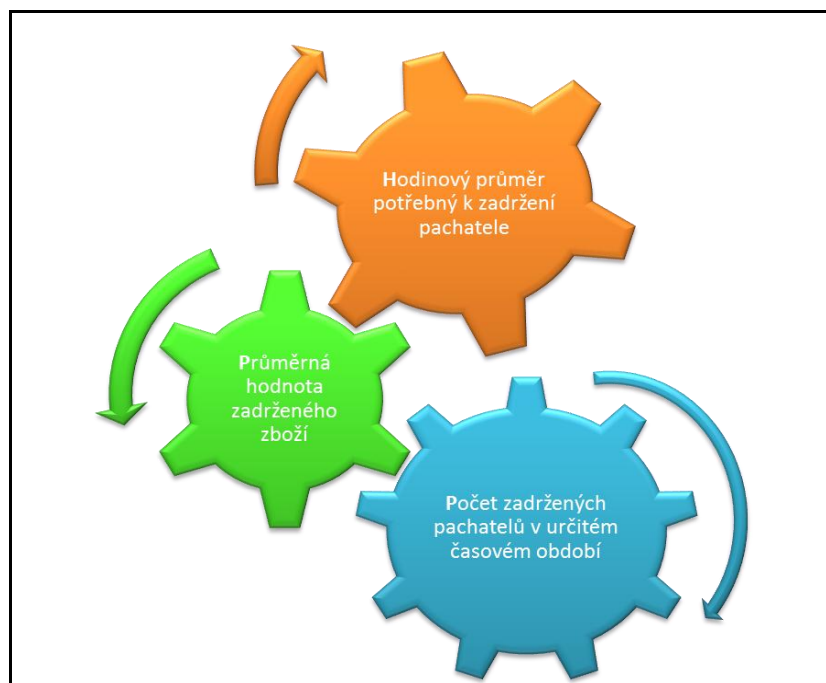 Hodinový průměr
potřebný k zadržení
pachatele
Průměrná
hodnota
zadrženého
zboží
Počet zadržených
pachatelů v určitém
časovém období